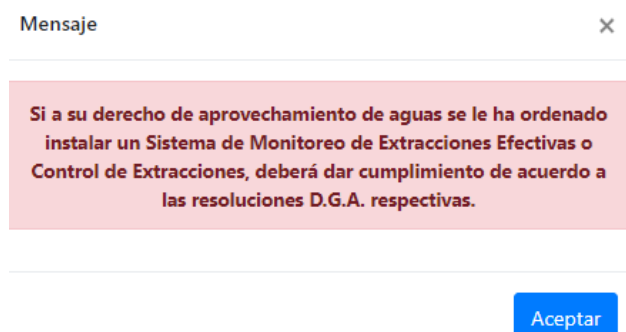 Mensaje ×
Si a su derecho de aprovechamiento de aguas se le ha ordenado
instalar un Sistema de Monitoreo de Extracciones Efectivas o
Control de Extracciones, deberá dar cumplimiento de acuerdo a
las resoluciones D.G.A. respectivas.
Aceptar